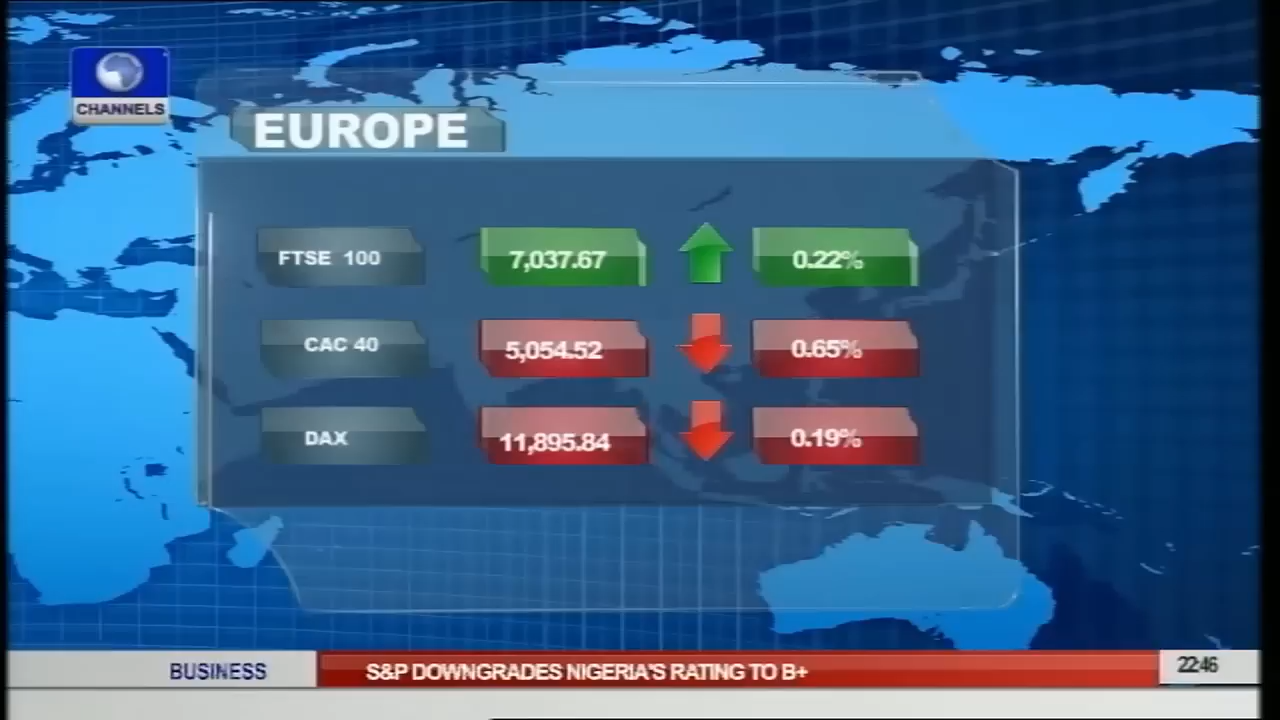 CHANNELS
EUROPE
FTSE 100 7,037.67 0.22%
CAC 40 5,054.52 0.65%
DAX 11,895.84 0.19%
BUSINESS S&P DOWNGRADES NIGERIA'S RATING TO B+ 22:46